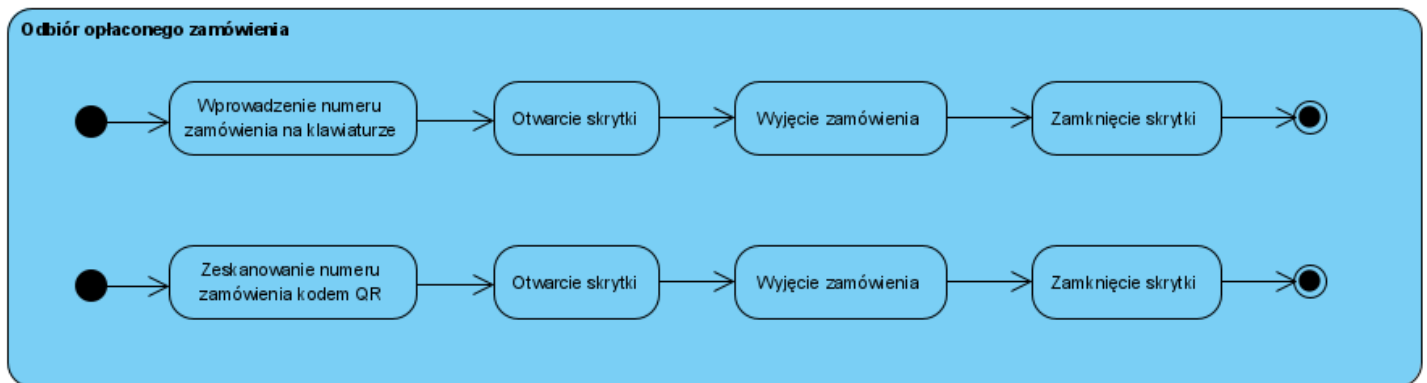 Odbiór opłaconego zamówienia
Wprowadzenie numeru
zamówienia na klawiaturze
Otwarcie skrytki
Wyjęcie zamówienia
Zamknięcie skrytki
Zeskanowanie numeru
zamówienia kodem QR
Otwarcie skrytki
Wyjęcie zamówienia
Zamknięcie skrytki